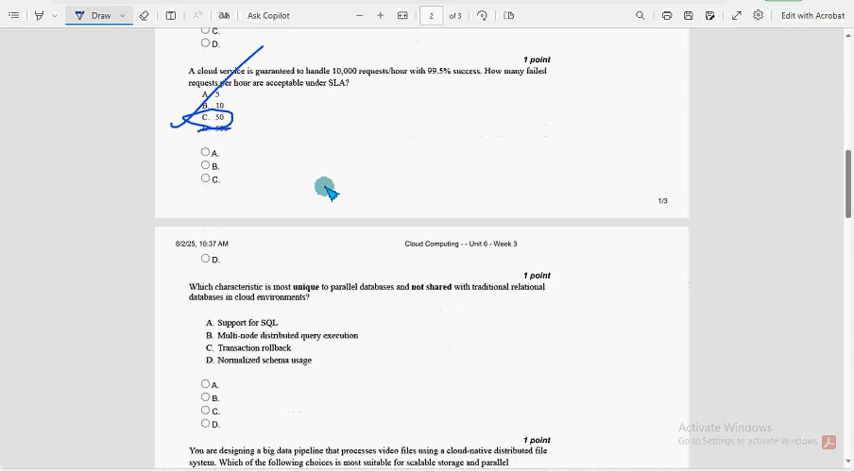 Draw
Ask Copilot
2 of 3
Edit with Acrobat
C.
D.
1 point
A cloud service is guaranteed to handle 10,000 requests/hour with 99.5% success. How many failed
requests per hour are acceptable under SLA?
A. 5
B. 10
C. 50
A.
B.
C.
1/3
8/2/25, 10:37 AM Cloud Computing - - Unit 6 - Week 3
D.
1 point
Which characteristic is most unique to parallel databases and not shared with traditional relational
databases in cloud environments?
A. Support for SQL
B. Multi-node distributed query execution
C. Transaction rollback
D. Normalized schema usage
A.
B.
C.
D.
1 point
You are designing a big data pipeline that processes video files using a cloud-native distributed file
system. Which of the following choices is most suitable for scalable storage and parallel
Activate Windows
Go to Settings to activate Windows.